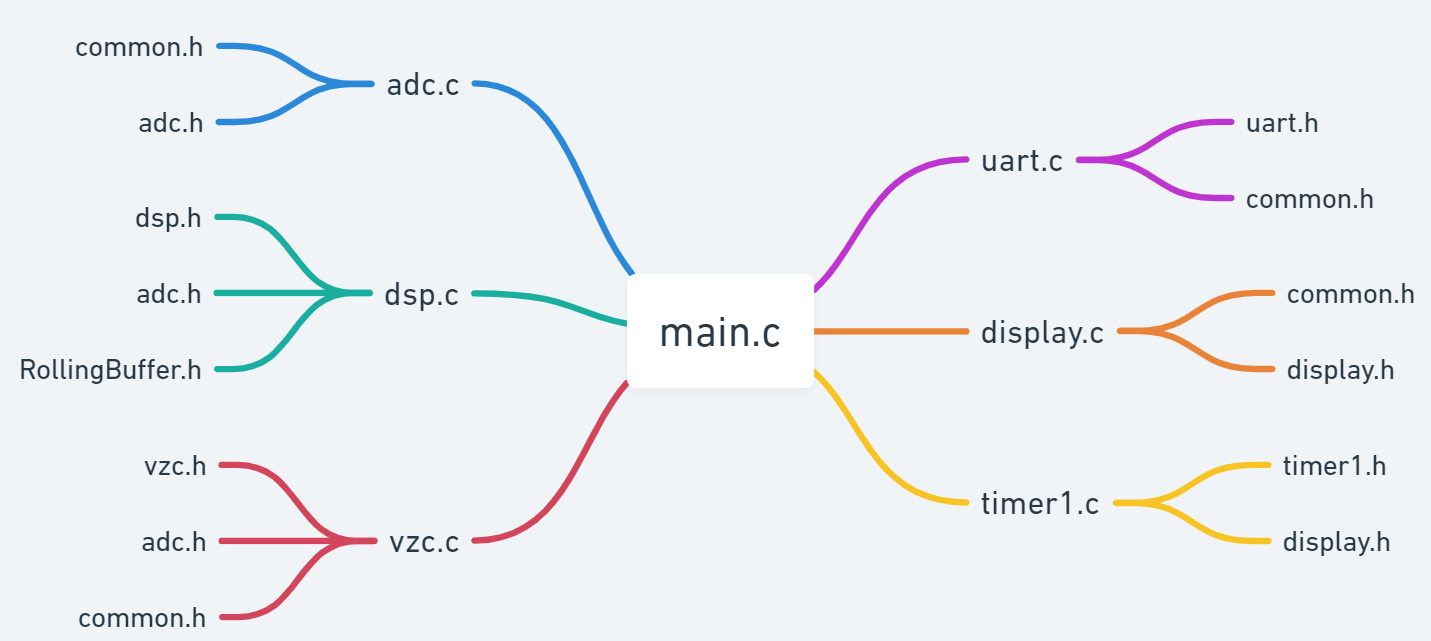 common.h
adc.c
adc.h
dsp.h
adc.h
dsp.c
RollingBuffer.h
vzc.h
adc.h
vzc.c
common.h
main.c
uart.h
uart.c
common.h
common.h
display.c
display.h
timer1.h
timer1.c
display.h